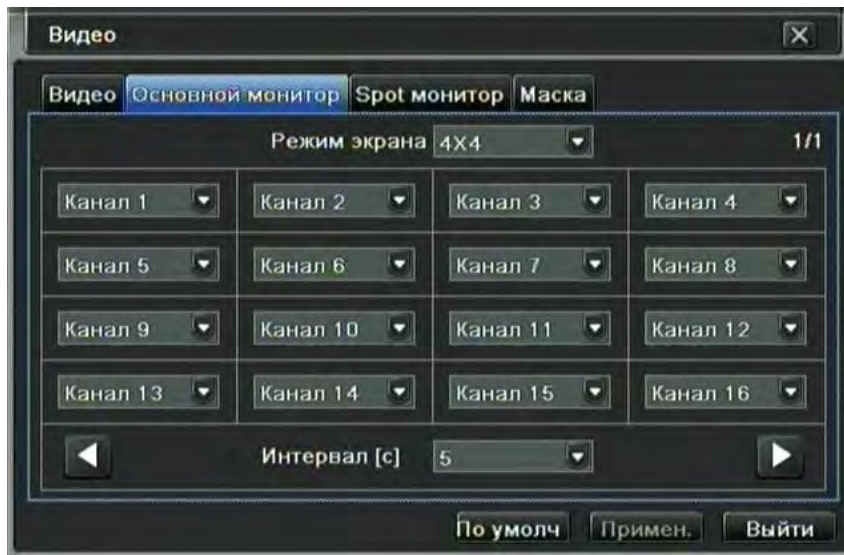 Видео
Видео Основной монитор Spot монитор Маска
Режим экрана 4X4 1/1
Канал 1 Канал 2 Канал 3 Канал 4
Канал 5 Канал 6 Канал 7 Канал 8
Канал 9 Канал 10 Канал 11 Канал 12
Канал 13 Канал 14 Канал 15 Канал 16
Интервал [с] 5
По умолч Примен. Выйти